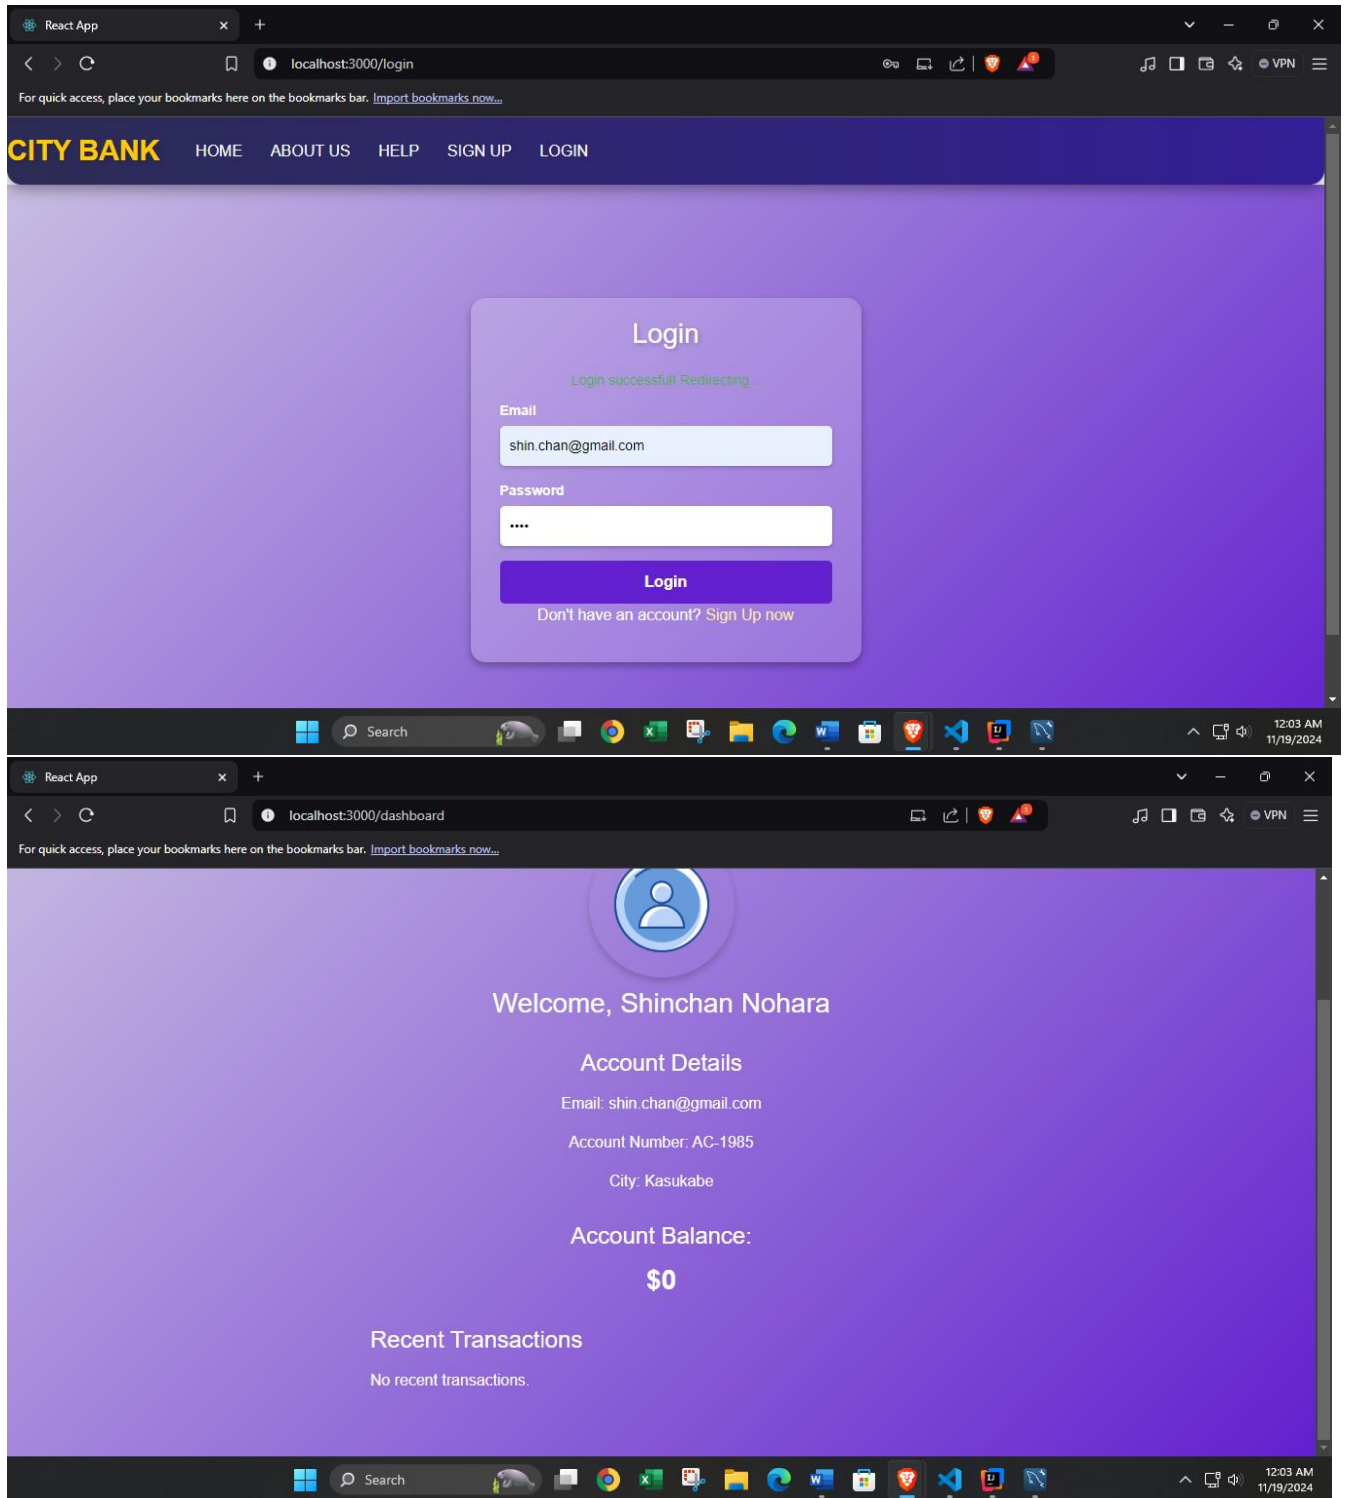 React App
localhost:3000/login
VPN
For quick access, place your bookmarks here on the bookmarks bar. Import bookmarks now...
CITY BANK HOME ABOUT US HELP SIGN UP LOGIN
Login
Login successful! Redirecting...
Email
shin.chan@gmail.com
Password
Login
Don't have an account? Sign Up now
Search
12:03 AM
11/19/2024
React App
localhost:3000/dashboard
VPN
For quick access, place your bookmarks here on the bookmarks bar. Import bookmarks now...
Welcome, Shinchan Nohara
Account Details
Email: shin.chan@gmail.com
Account Number: AC-1985
City: Kasukabe
Account Balance:
$0
Recent Transactions
No recent transactions.
Search
12:03 AM
11/19/2024